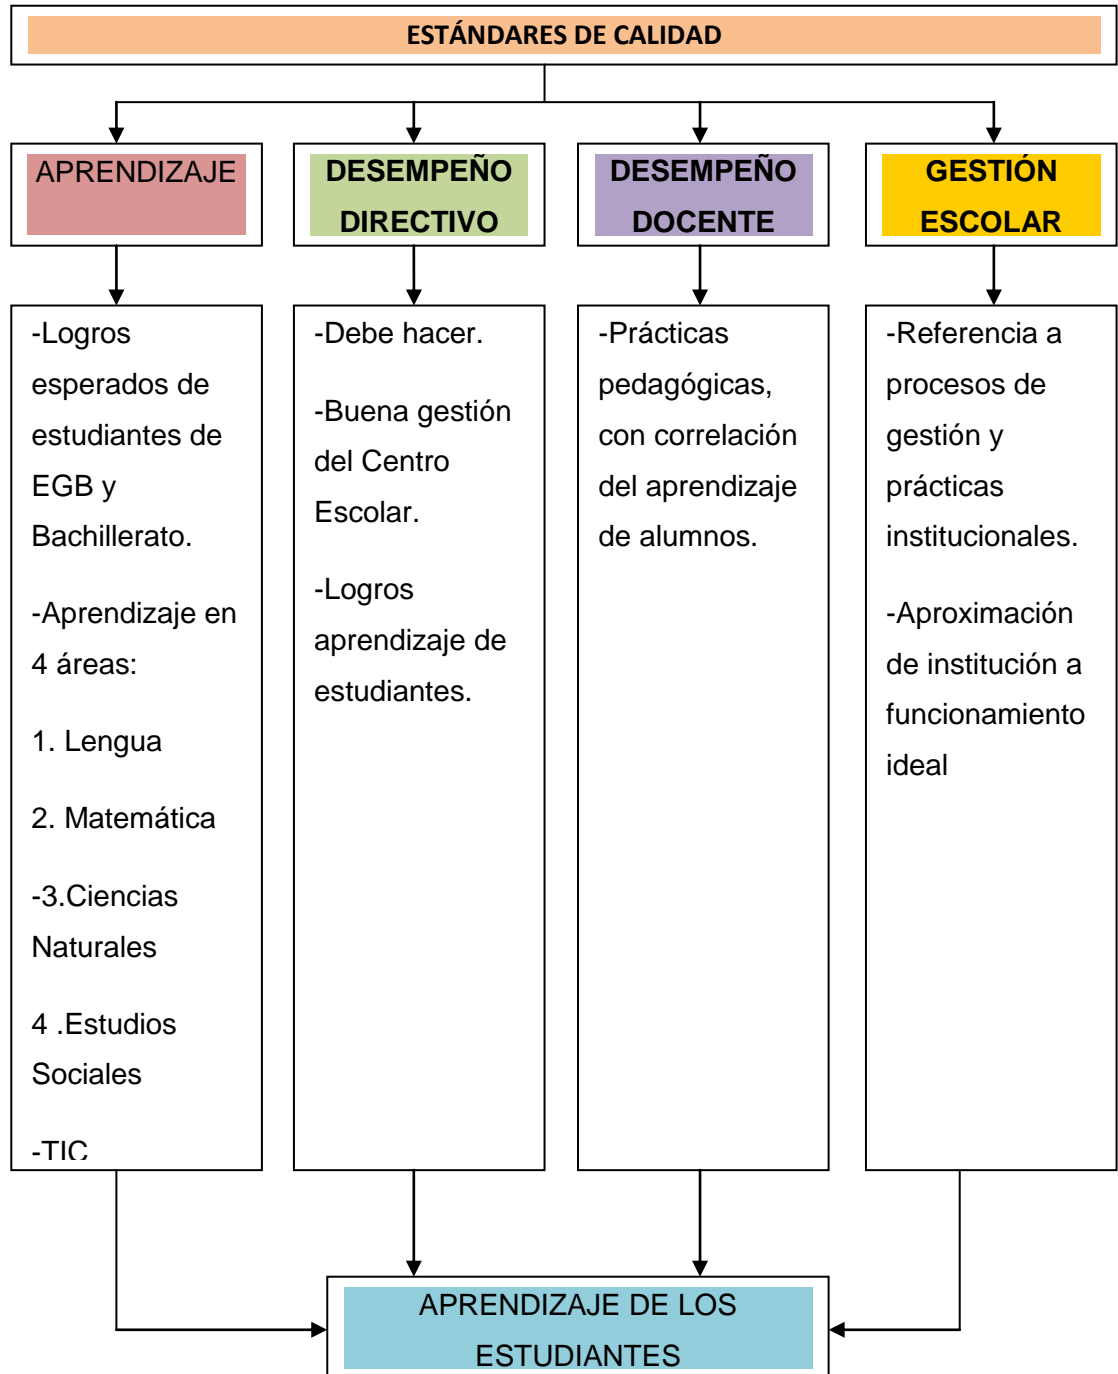 ESTÁNDARES DE CALIDAD
APRENDIZAJE
DESEMPEÑO
DIRECTIVO
DESEMPEÑO
DOCENTE
GESTIÓN
ESCOLAR
-Logros
esperados de
estudiantes de
EGB y
Bachillerato.
-Aprendizaje en
4 áreas:
1. Lengua
2. Matemática
-3.Ciencias
Naturales
4 .Estudios
Sociales
-TIC
-Debe hacer.
-Buena gestión
del Centro
Escolar.
-Logros
aprendizaje de
estudiantes.
-Prácticas
pedagógicas,
con correlación
del aprendizaje
de alumnos.
-Referencia a
procesos de
gestión y
prácticas
institucionales.
-Aproximación
de institución a
funcionamiento
ideal
APRENDIZAJE DE LOS
ESTUDIANTES